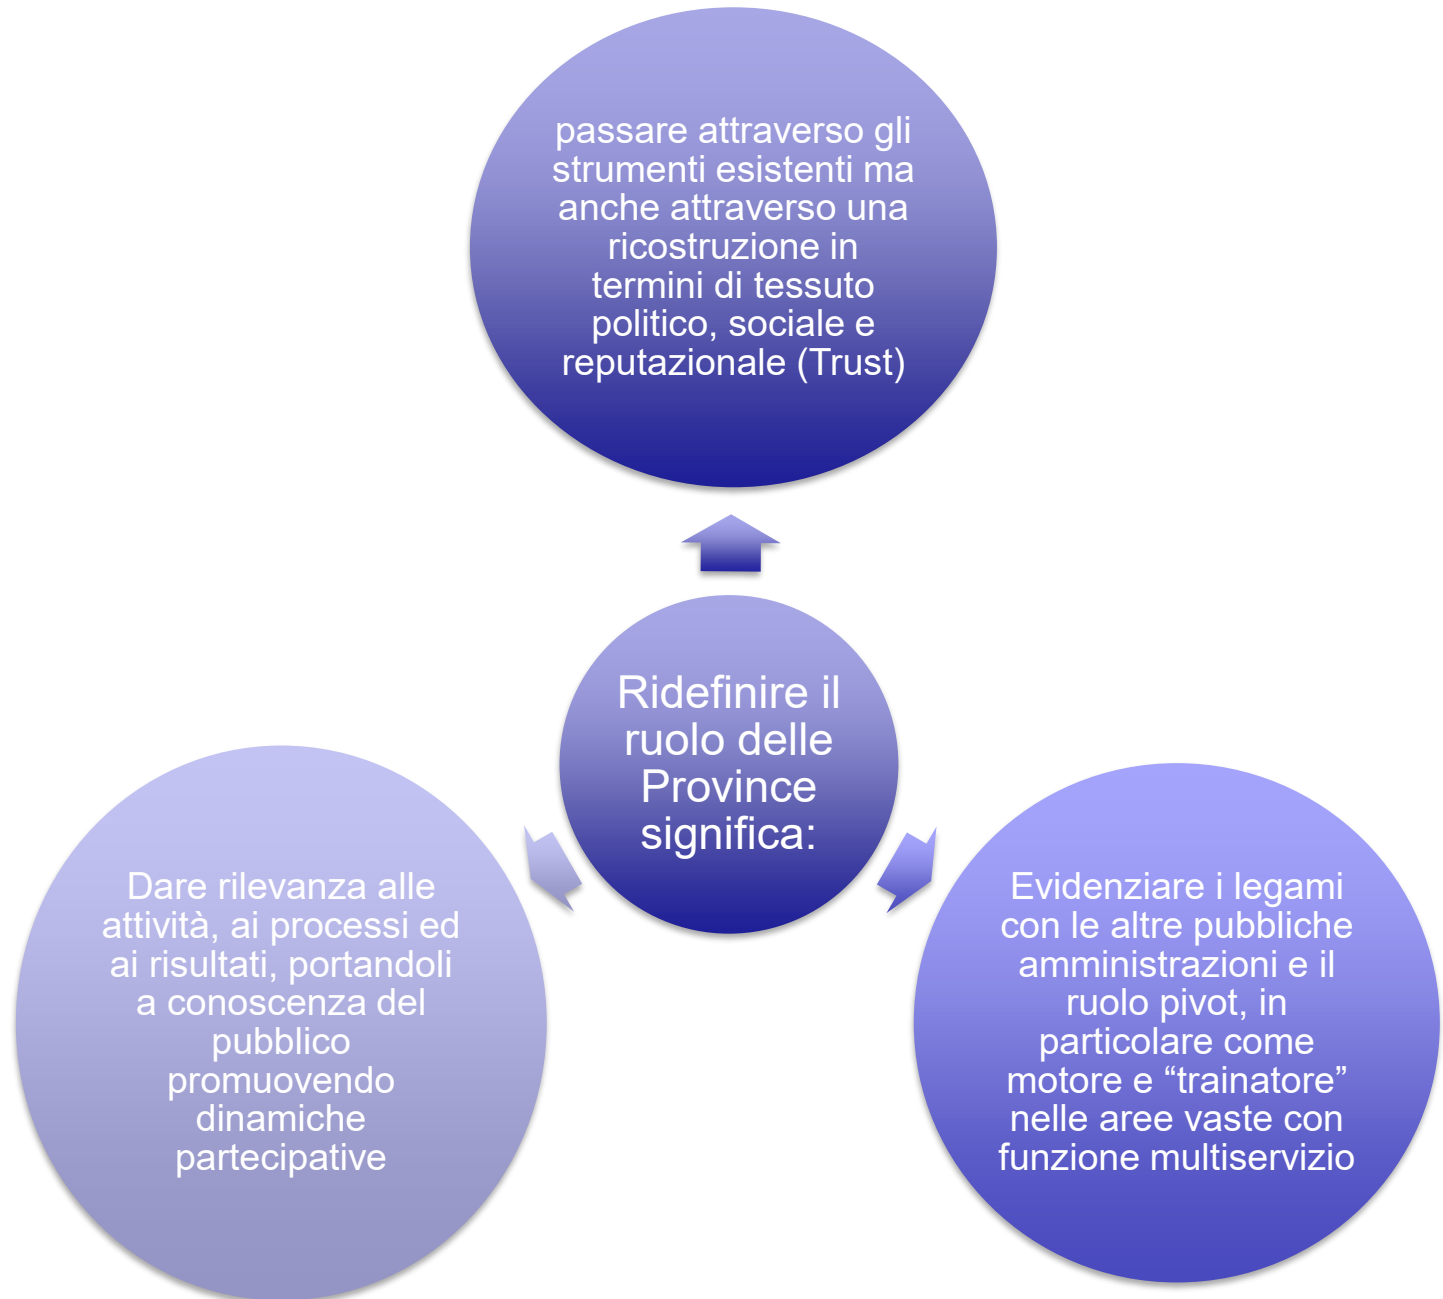 passare attraverso gli
strumenti esistenti ma
anche attraverso una
ricostruzione in
termini di tessuto
politico, sociale e
reputazionale (Trust)
Ridefinire il
ruolo delle
Province
significa:
Dare rilevanza alle
attività, ai processi ed
ai risultati, portandoli
a conoscenza del
pubblico
promuovendo
dinamiche
partecipative
Evidenziare i legami
con le altre pubbliche
amministrazioni e il
ruolo pivot, in
particolare come
motore e “trainatore”
nelle aree vaste con
funzione multiservizio